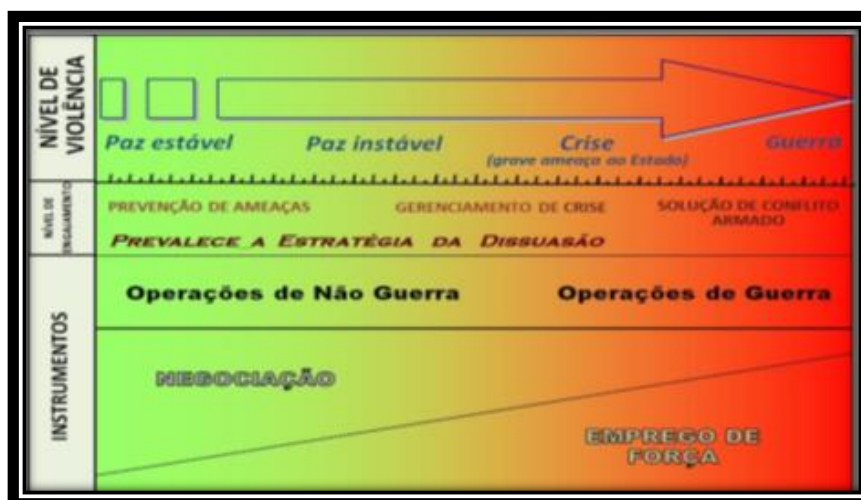 NÍVEL DE
VIOLÊNCIA
Paz estável
Paz instável
Crise
(grave ameaça ao Estado)
Guerra
NÍVEL DE
ENGAJAMENTO
PREVENÇÃO DE AMEAÇAS
GERENCIAMENTO DE CRISE
SOLUÇÃO DE CONFLITO
ARMADO
PREVALECE A ESTRATÉGIA DA DISSUASÃO
INSTRUMENTOS
Operações de Não Guerra
Operações de Guerra
NEGOCIAÇÃO
EMPREGO DE
FORÇA